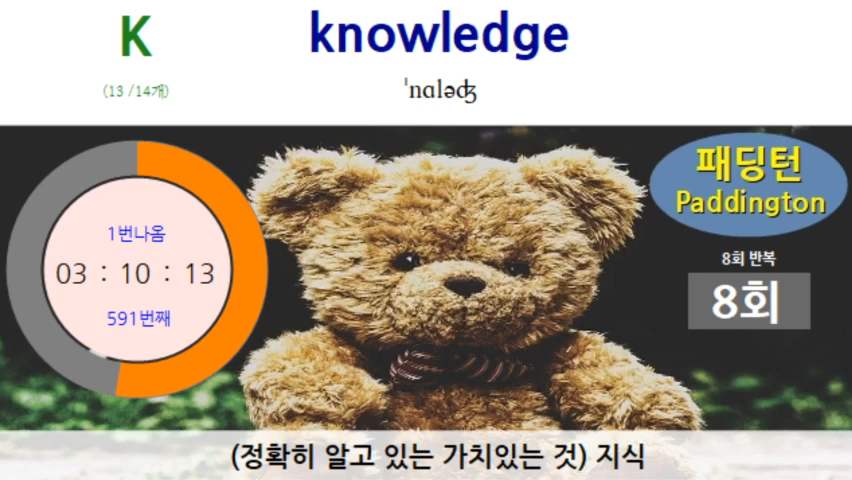 K
knowledge
(13 /14개)
ˈnɑləʤ
패딩턴
Paddington
1번나옴
03 : 10 : 13
591번째
8회 반복
8회
(정확히 알고 있는 가치있는 것) 지식